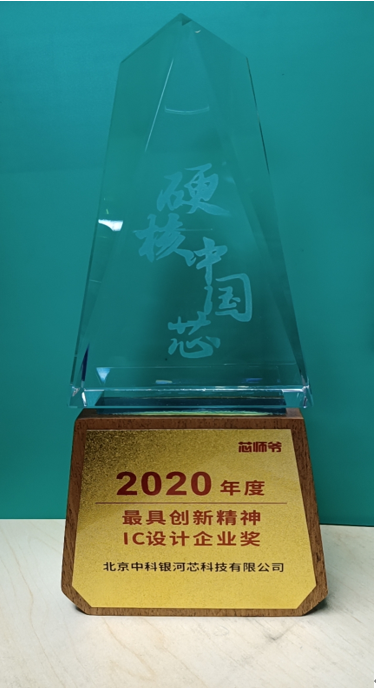 硬核
中国芯
芯师爷
2020年度
最具创新精神
IC设计企业奖
北京中科银河芯科技有限公司